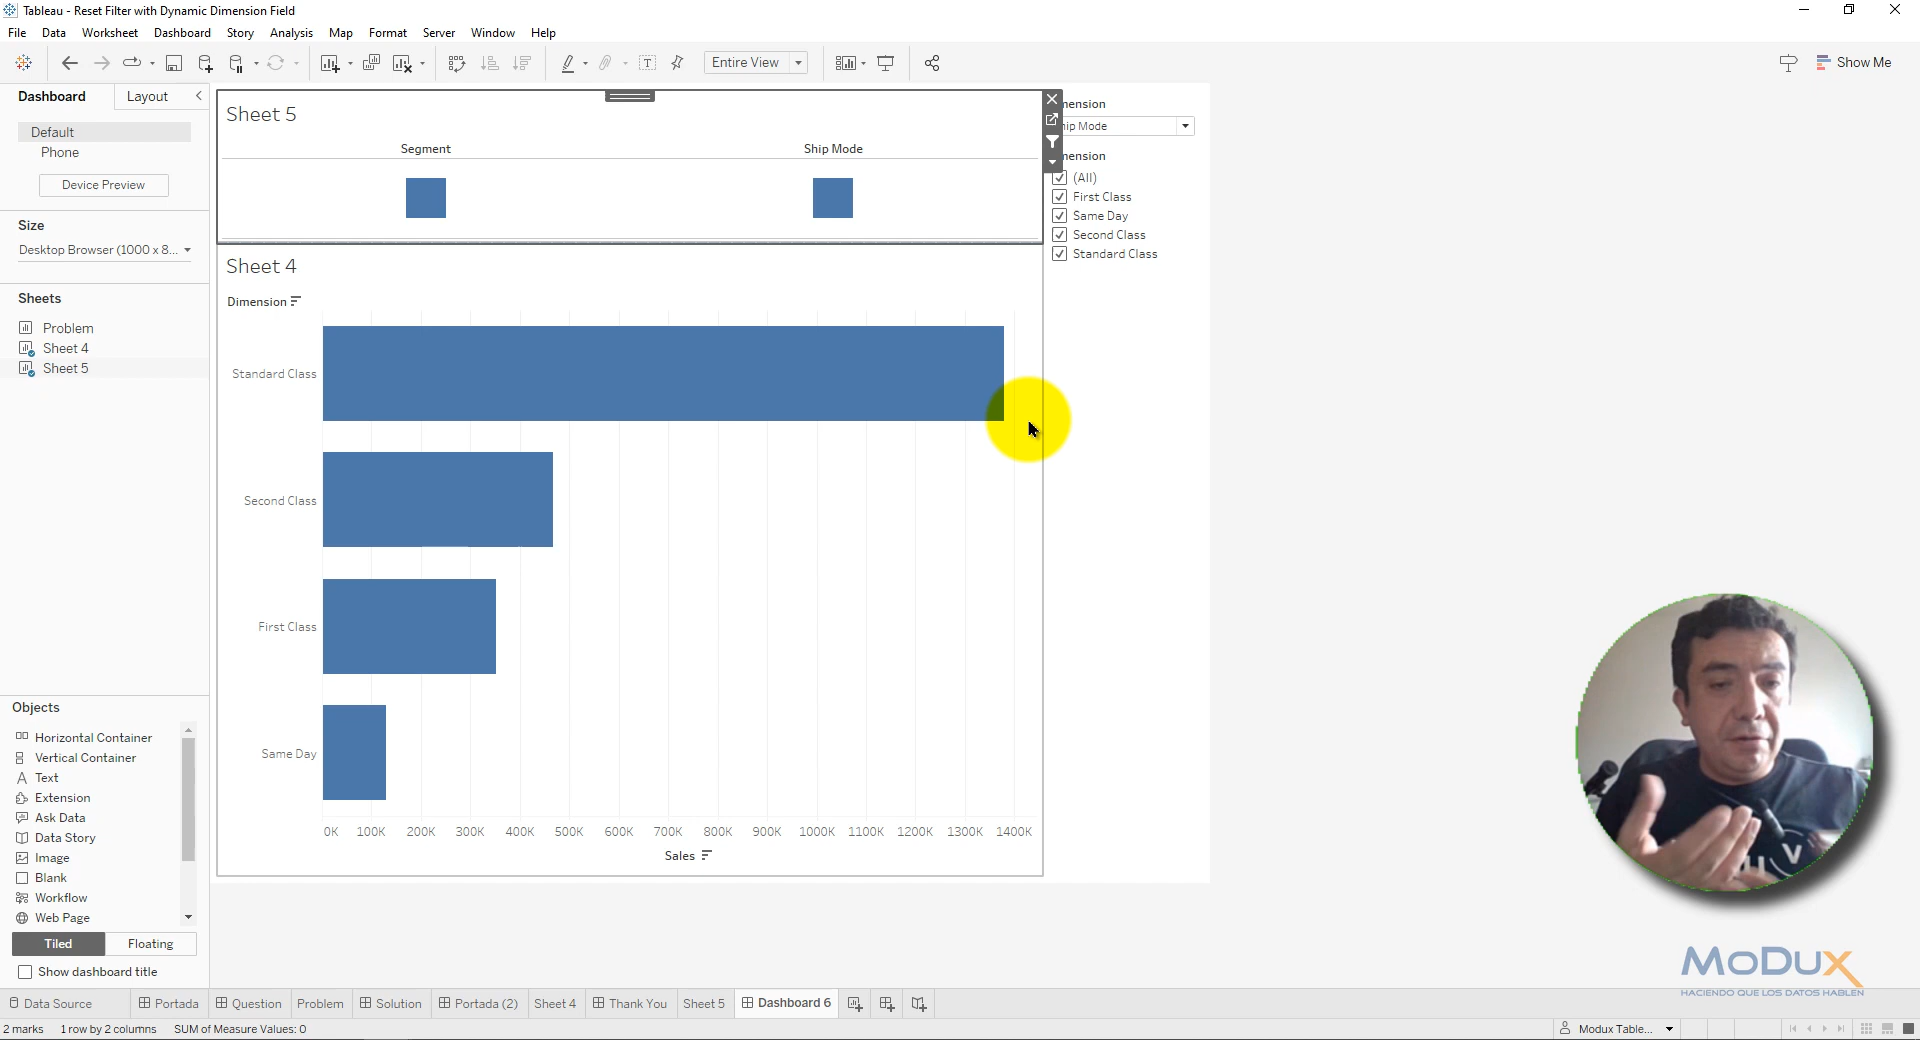 Tableau - Reset Filter with Dynamic Dimension Field
File Data Worksheet Dashboard Story Analysis Map Format Server Window Help
Entire View
Show Me
Dashboard Layout
Default
Phone
Device Preview
Size
Desktop Browser (1000 x 8...
Sheets
Problem
Sheet 4
Sheet 5
Objects
Horizontal Container
Vertical Container
Text
Extension
Ask Data
Data Story
Image
Blank
Workflow
Web Page
Tiled Floating
Show dashboard title
Sheet 5
Segment Ship Mode
mension
ip Mode
mension
(All)
First Class
Same Day
Second Class
Standard Class
Sheet 4
Dimension
Standard Class
Second Class
First Class
Same Day
0K 100K 200K 300K 400K 500K 600K 700K 800K 900K 1000K 1100K 1200K 1300K 1400K
Sales
MoDux
HACIENDO QUE LOS DATOS HABLEN
Data Source Portada Question Problem Solution Portada (2) Sheet 4 Thank You Sheet 5 Dashboard 6
2 marks 1 row by 2 columns SUM of Measure Values: 0 Modux Table...